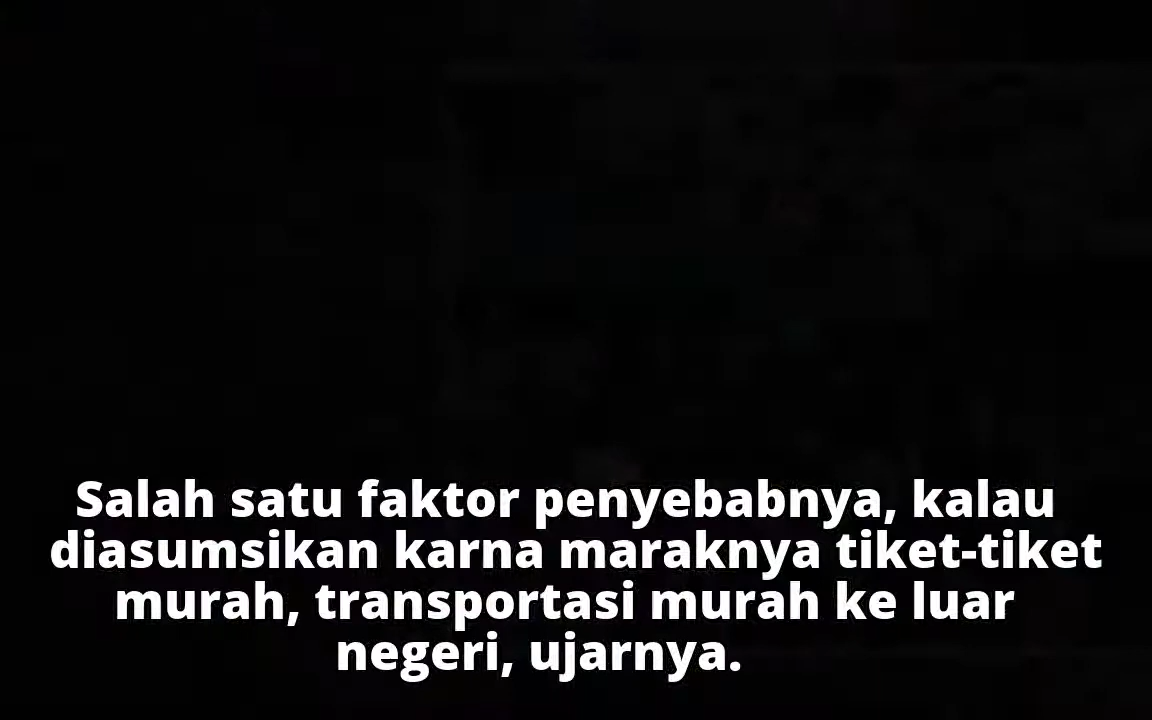 Salah satu faktor penyebabnya, kalau
diasumsikan karna maraknya tiket-tiket
murah, transportasi murah ke luar
negeri, ujarnya.